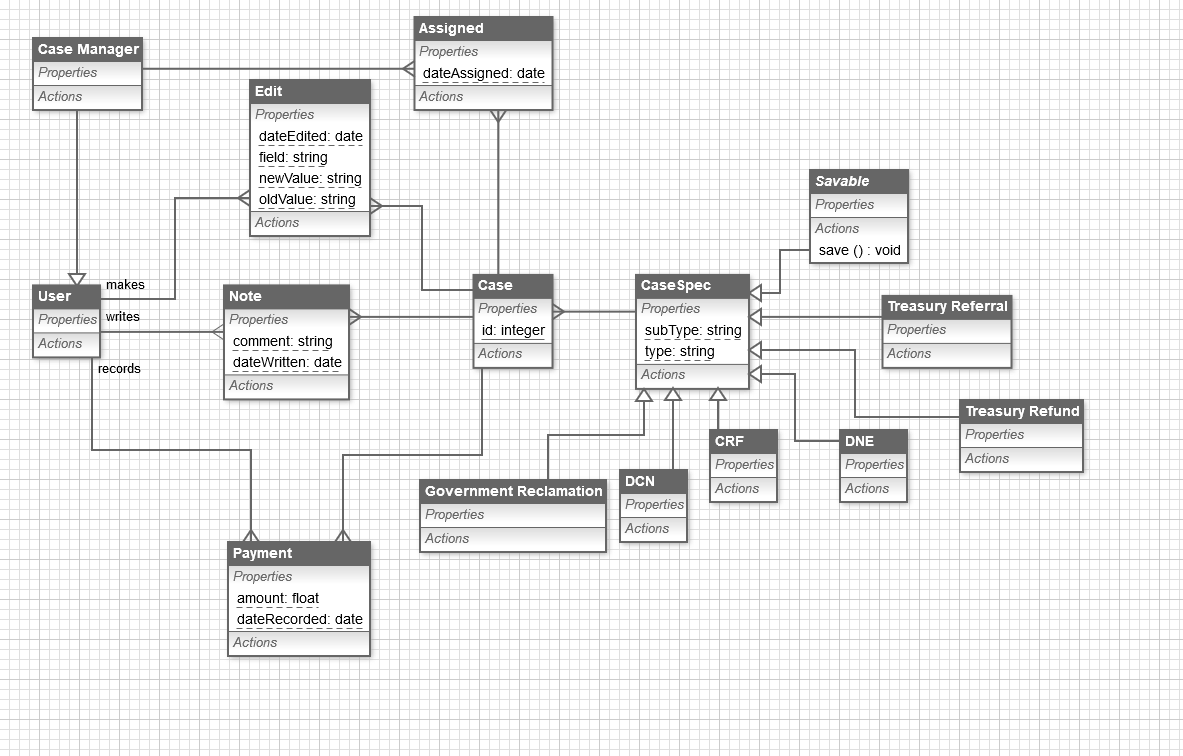 Case Manager
Properties
Actions
Assigned
Properties
dateAssigned: date
Actions
Edit
Properties
dateEdited: date
field: string
newValue: string
oldValue: string
Actions
Savable
Properties
Actions
save () : void
User
Properties
Actions
makes
writes
records
Note
Properties
comment: string
dateWritten: date
Actions
Case
Properties
id: integer
Actions
CaseSpec
Properties
subType: string
type: string
Actions
Treasury Referral
Properties
Actions
Treasury Refund
Properties
Actions
Government Reclamation
Properties
Actions
DCN
Properties
Actions
CRF
Properties
Actions
DNE
Properties
Actions
Payment
Properties
amount: float
dateRecorded: date
Actions